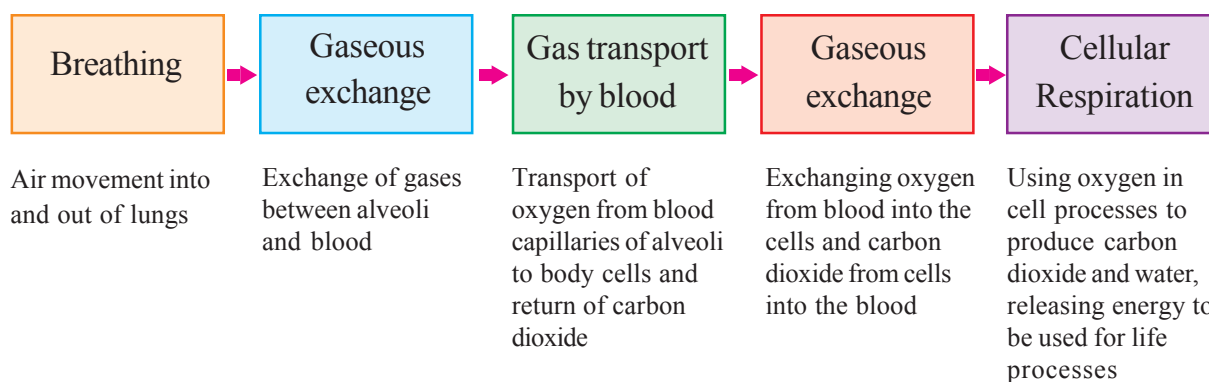 Breathing
Gaseous
exchange
Gas transport
by blood
Gaseous
exchange
Cellular
Respiration
Air movement into
and out of lungs
Exchange of gases
between alveoli
and blood
Transport of
oxygen from blood
capillaries of alveoli
to body cells and
return of carbon
dioxide
Exchanging oxygen
from blood into the
cells and carbon
dioxide from cells
into the blood
Using oxygen in
cell processes to
produce carbon
dioxide and water,
releasing energy to
be used for life
processes